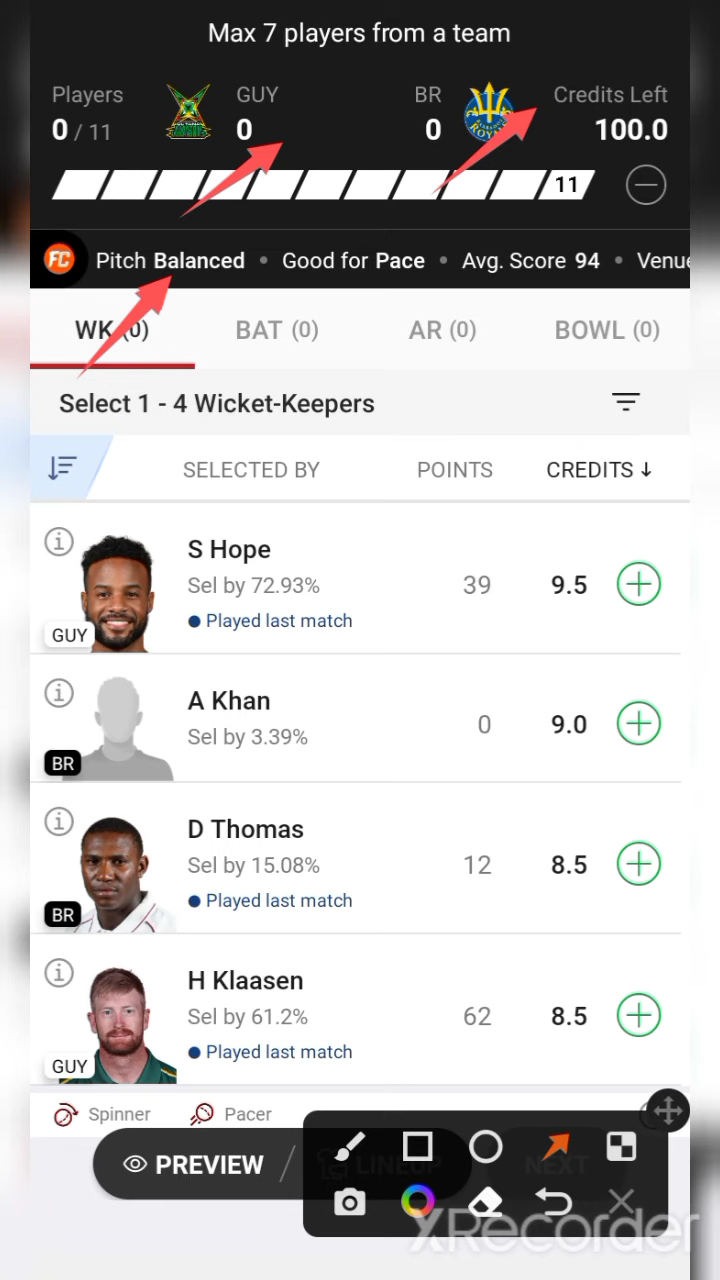 Max 7 players from a team
Players GUY BR Credits Left
0 / 11 0 0 100.0
11
FC Pitch Balanced • Good for Pace • Avg. Score 94 • Venue
WK (0) BAT (0) AR (0) BOWL (0)
Select 1 - 4 Wicket-Keepers
SELECTED BY POINTS CREDITS ↓
S Hope
Sel by 72.93% 39 9.5
Played last match
GUY
A Khan
Sel by 3.39% 0 9.0
BR
D Thomas
Sel by 15.08% 12 8.5
Played last match
BR
H Klaasen
Sel by 61.2% 62 8.5
Played last match
GUY
Spinner Pacer
PREVIEW / LINEUP NEXT
XRecorder